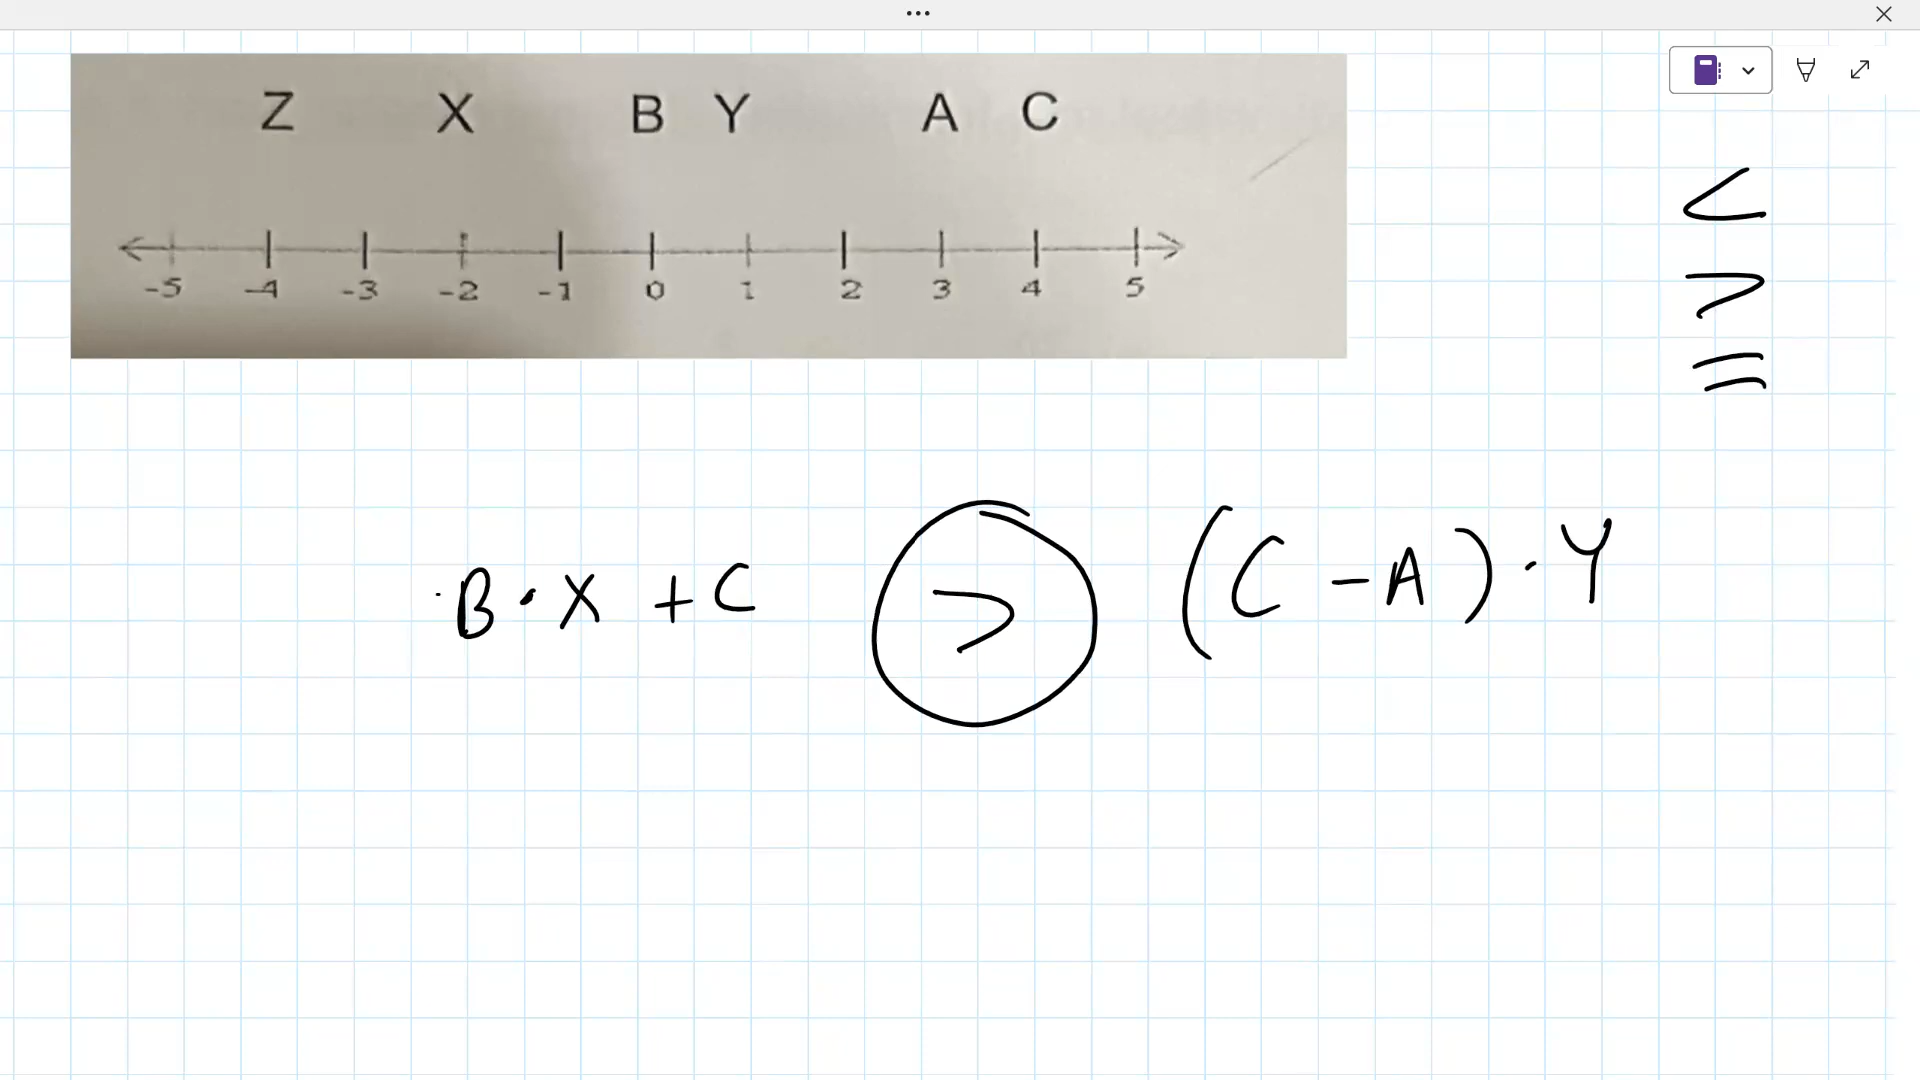 Z X B Y A C
-5 -4 -3 -2 -1 0 1 2 3 4 5
<
>
=
B · X + C > (C - A) · Y